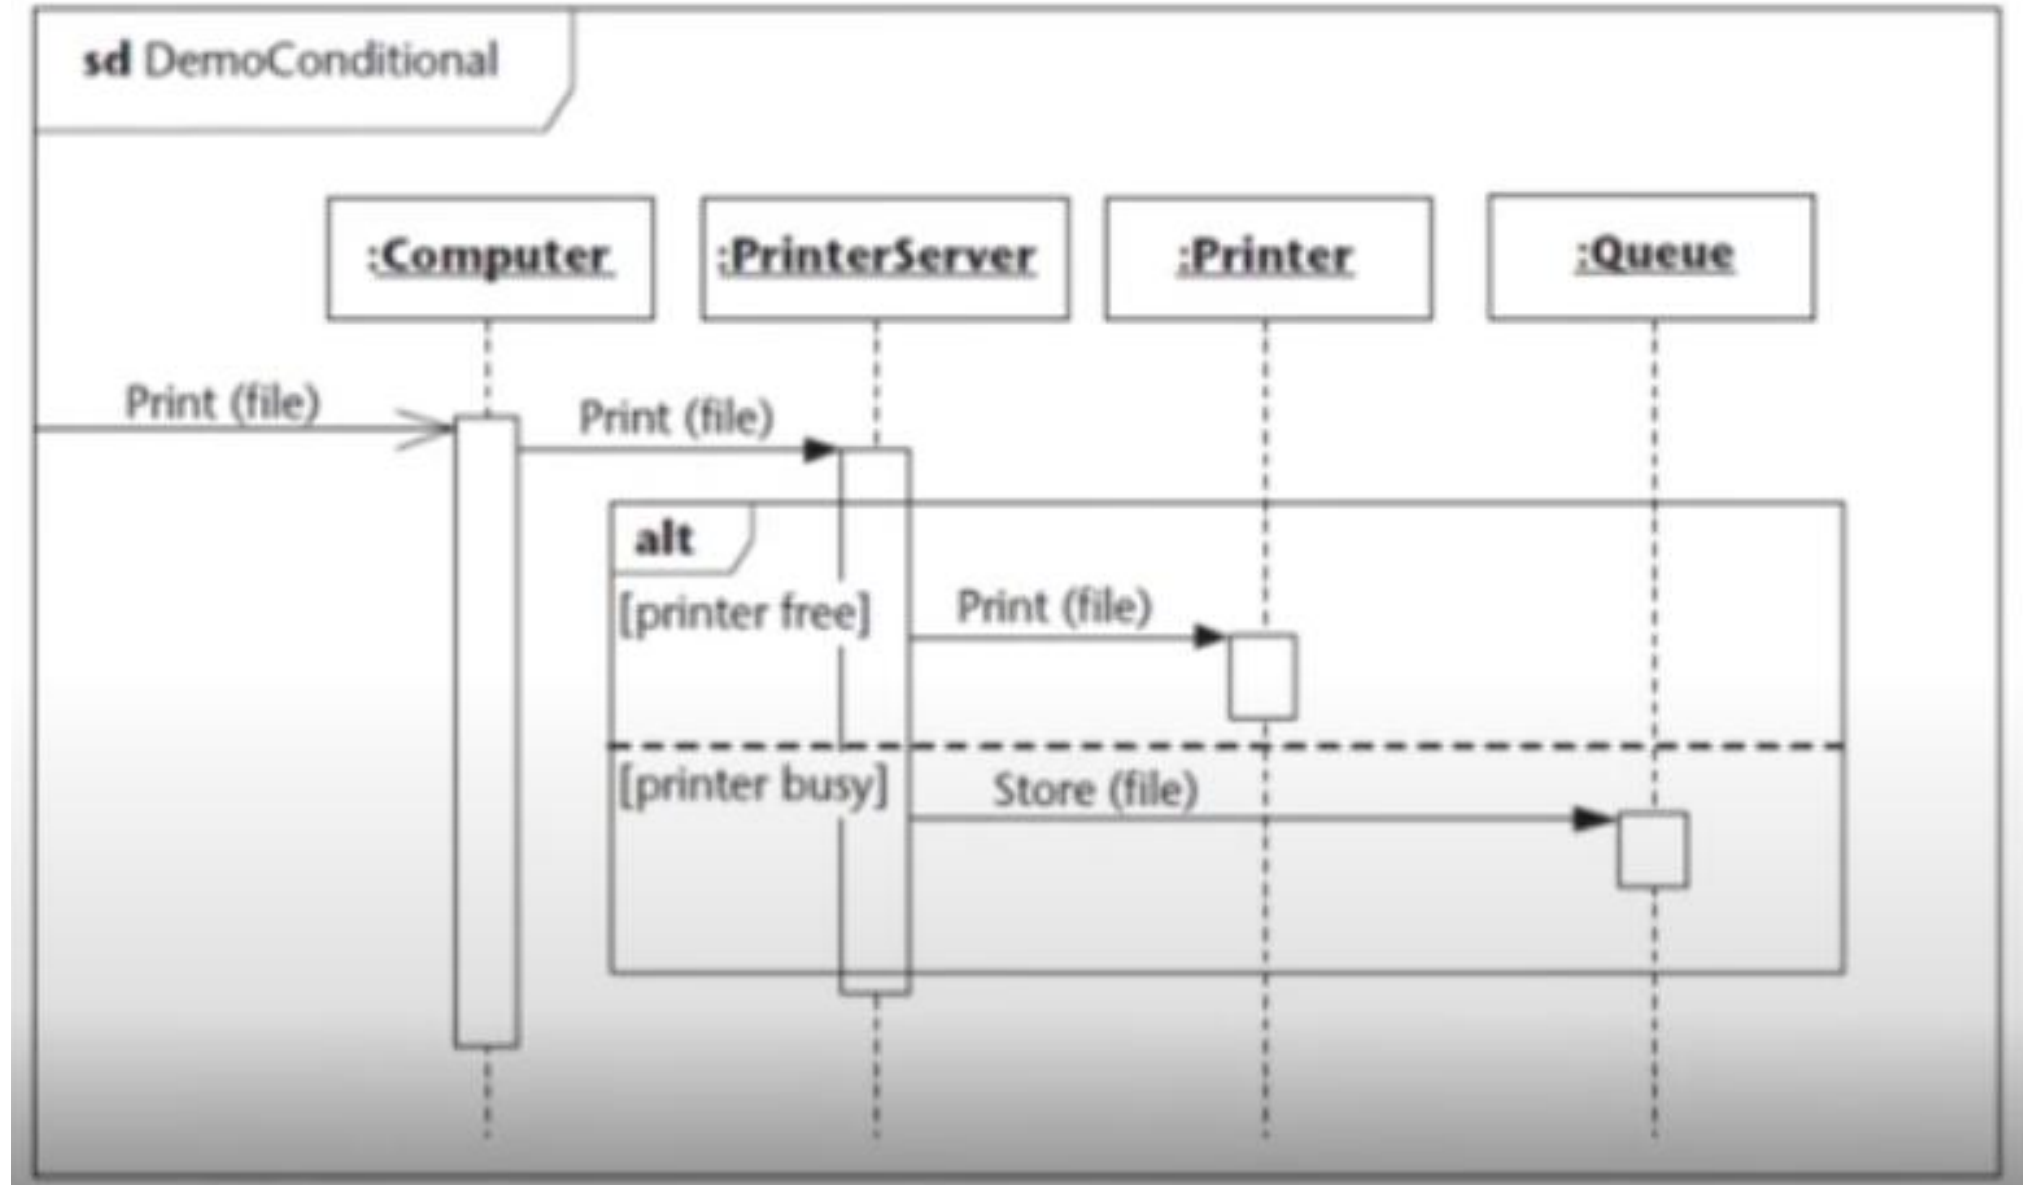 sd DemoConditional
:Computer
:PrinterServer
:Printer
:Queue
Print (file)
Print (file)
alt
[printer free]
Print (file)
[printer busy]
Store (file)